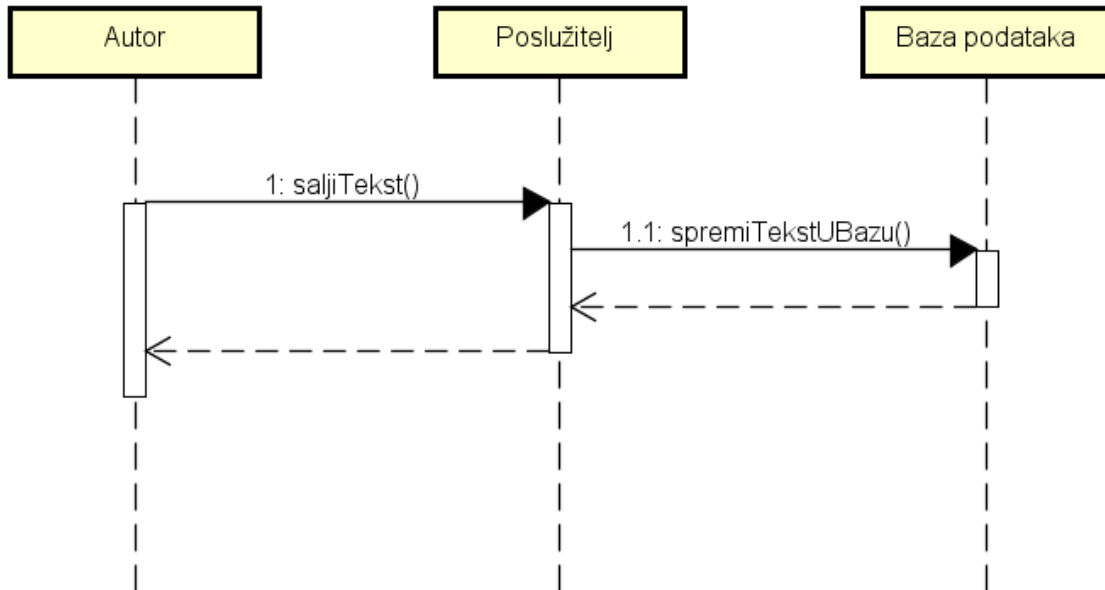 Autor
Poslužitelj
Baza podataka
1: saljiTekst()
1.1: spremiTekstUBazu()